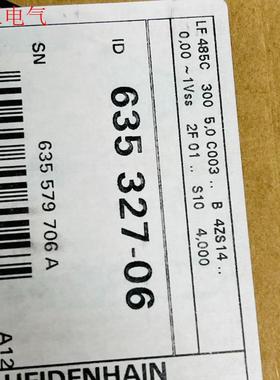 电气
LF 485C 300 5,0 C003 .. B 4ZS14 ..
0,00 ~1Vss 2F 01 .. S10 4,000
ID 635 327-06
SN 635 579 706 A
A12
HEIDENHAIN